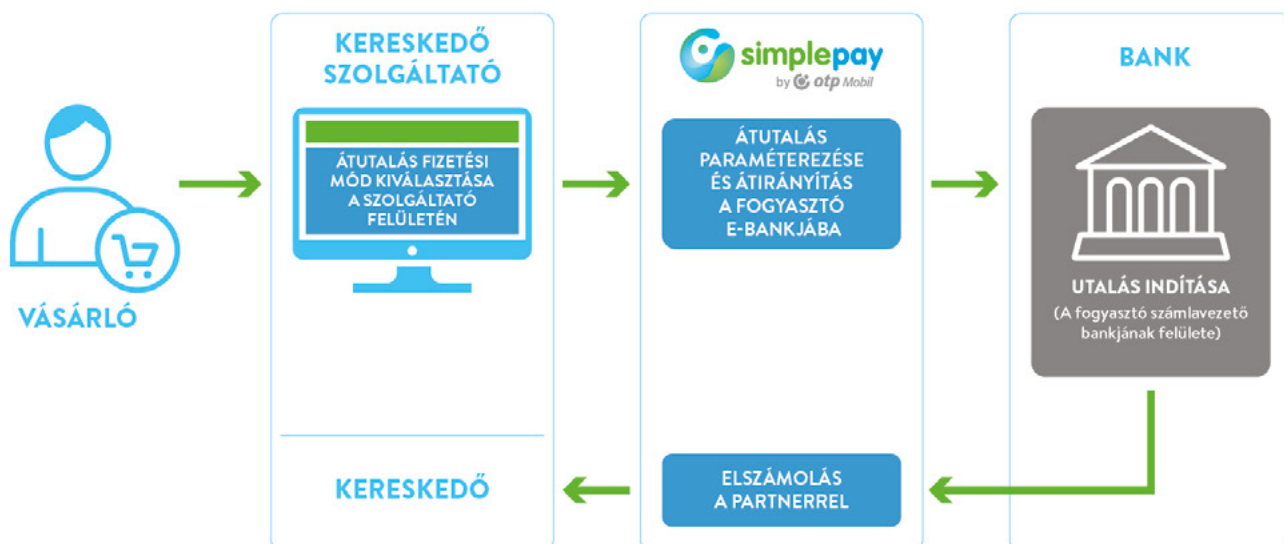 VÁSÁRLÓ
KERESKEDŐ
SZOLGÁLTATÓ
ÁTUTALÁS FIZETÉSI
MÓD KIVÁLASZTÁSA
A SZOLGÁLTATÓ
FELÜLETÉN
simplepay
by otp Mobil
ÁTUTALÁS
PARAMÉTEREZÉSE
ÉS ÁTIRÁNYÍTÁS
A FOGYASZTÓ
E-BANKJÁBA
BANK
UTALÁS INDÍTÁSA
(A fogyasztó számlavezető
bankjának felülete)
ELSZÁMOLÁS
A PARTNERREL
KERESKEDŐ